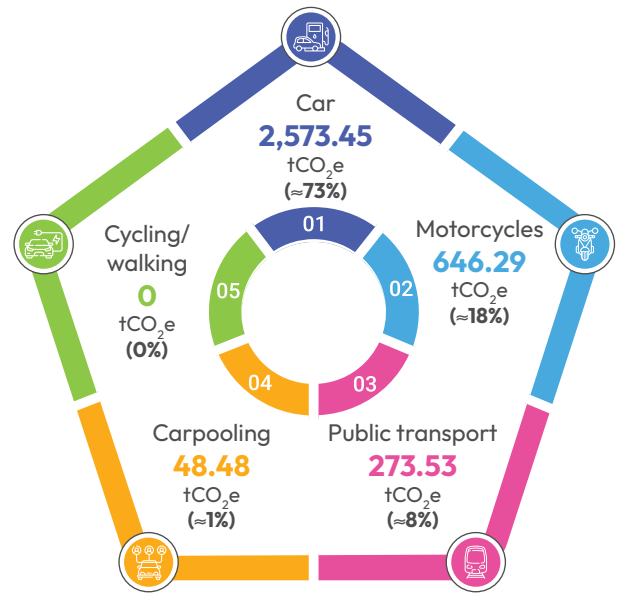 Car
2,573.45
tCO₂e
(≈73%)
01
Motorcycles
646.29
tCO₂e
(≈18%)
02
Public transport
273.53
tCO₂e
(≈8%)
03
Carpooling
48.48
tCO₂e
(≈1%)
04
Cycling/
walking
0
tCO₂e
(0%)
05